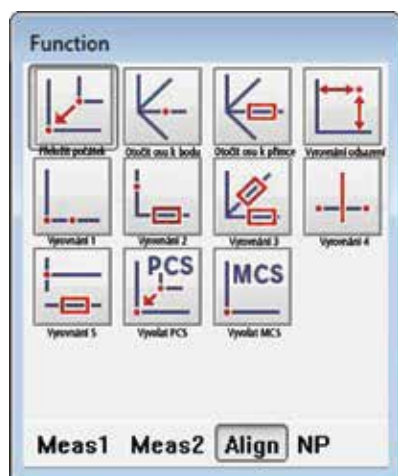 Function
Přeložit počátek Otočit osu k bodu Otočit osu k přímce Vyrovnání odsazení
Vyrovnání 1 Vyrovnání 2 Vyrovnání 3 Vyrovnání 4
PCS MCS
Vyrovnání 5 Vyvolat PCS Vyvolat MCS
Meas1 Meas2 Align NP